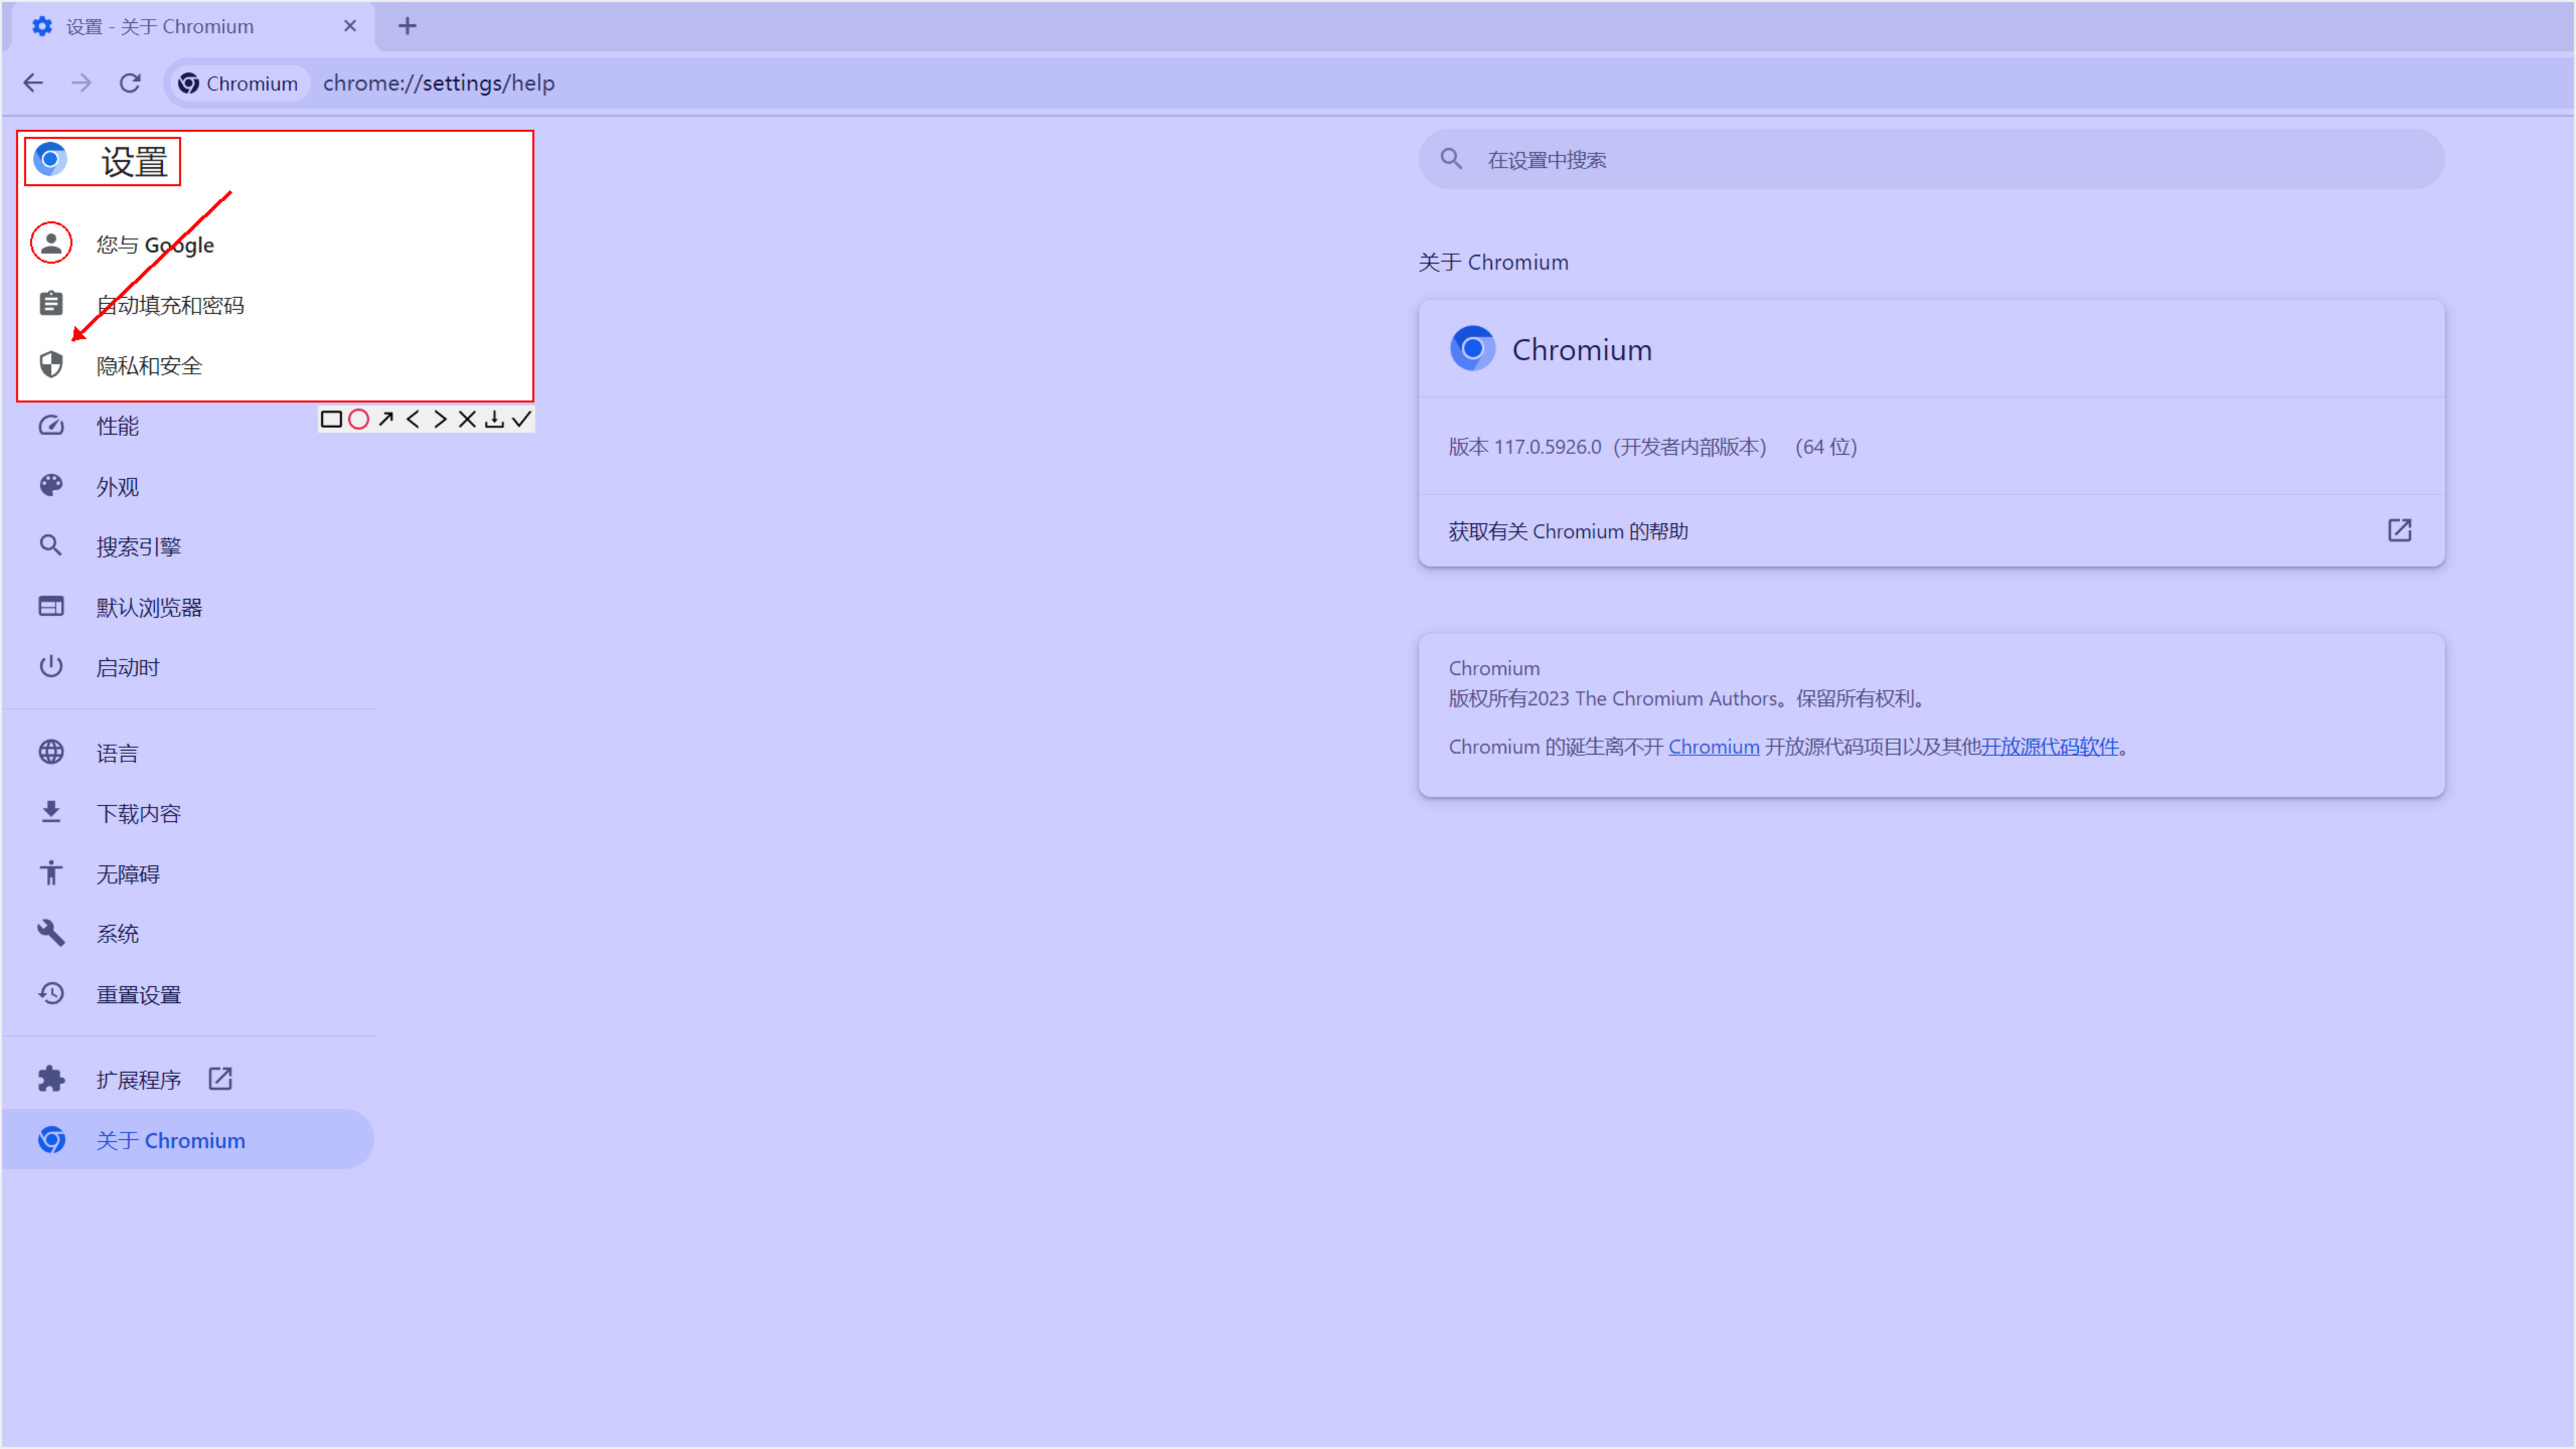 设置 - 关于 Chromium
Chromium chrome://settings/help
设置
您与 Google
自动填充和密码
隐私和安全
性能
外观
搜索引擎
默认浏览器
启动时
语言
下载内容
无障碍
系统
重置设置
扩展程序
关于 Chromium
在设置中搜索
关于 Chromium
Chromium
版本 117.0.5926.0（开发者内部版本） （64 位）
获取有关 Chromium 的帮助
Chromium
版权所有2023 The Chromium Authors。保留所有权利。
Chromium 的诞生离不开 Chromium 开放源代码项目以及其他开放源代码软件。